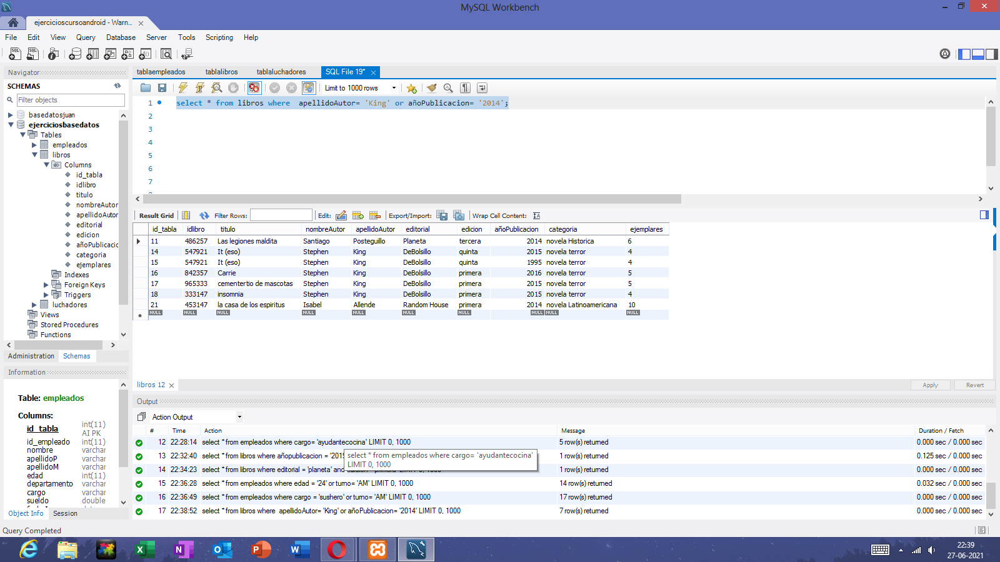 MySQL Workbench
ejercicioscursoandroid - Warn...
File Edit View Query Database Server Tools Scripting Help
Navigator
SCHEMAS
Filter objects
basedatosjuan
ejerciciosbasedatos
Tables
empleados
libros
Columns
id_tabla
idlibro
titulo
nombreAutor
apellidoAutor
editorial
edicion
añoPublicacio
categoria
ejemplares
Indexes
Foreign Keys
Triggers
luchadores
Views
Stored Procedures
Functions
Administration Schemas
Information
Table: empleados
Columns:
id_tabla int(11)
AI PK
id_empleado int(11)
nombre varchar
apellidoP varchar
apellidoM varchar
edad int(11)
departamento varchar
cargo varchar
sueldo double
Object Info Session
Query Completed
tablaempleados tablalibros tablaluchadores SQL File 19*
Limit to 1000 rows
1 select * from libros where  apellidoAutor= 'King' or añoPublicacion= '2014';
2
3
4
5
6
7
Result Grid Filter Rows: Edit: Export/Import: Wrap Cell Content:
id_tabla idlibro titulo nombreAutor apellidoAutor editorial edicion añoPublicacion categoria ejemplares
11 486257 Las legiones maldita Santiago Posteguillo Planeta tercera 2014 novela Historica 6
14 547921 It (eso) Stephen King DeBolsillo quinta 2015 novela terror 4
15 547921 It (eso) Stephen King DeBolsillo quinta 1995 novela terror 4
16 842357 Carrie Stephen King DeBolsillo primera 2016 novela terror 5
17 965333 cementertio de mascotas Stephen King DeBolsillo primera 2015 novela terror 5
18 333147 insomnia Stephen King DeBolsillo primera 2015 novela terror 4
21 453147 la casa de los espiritus Isabel Allende Random House primera 2014 novela Latinoamericana 10
NULL NULL NULL NULL NULL NULL NULL NULL NULL NULL
libros 12 Apply Revert
Output
Action Output
# Time Action Message Duration / Fetch
12 22:28:14 select * from empleados where cargo= 'ayudantecocina' LIMIT 0, 1000 5 row(s) returned 0.000 sec / 0.000 sec
13 22:32:40 select * from libros where añopublicacion = '201 1 row(s) returned 0.125 sec / 0.000 sec
select * from empleados where cargo= 'ayudantecocina'
LIMIT 0, 1000
14 22:34:23 select * from libros where editorial = 'planeta' and LIMIT 0, 1000 1 row(s) returned 0.000 sec / 0.000 sec
15 22:36:28 select * from empleados where edad = '24' or turno= 'AM' LIMIT 0, 1000 14 row(s) returned 0.032 sec / 0.000 sec
16 22:36:49 select * from empleados where cargo = 'sushero' or turno= 'AM' LIMIT 0, 1000 17 row(s) returned 0.000 sec / 0.000 sec
17 22:38:52 select * from libros where  apellidoAutor= 'King' or añoPublicacion= '2014' LIMIT 0, 1000 7 row(s) returned 0.000 sec / 0.000 sec
22:39
27-06-2021